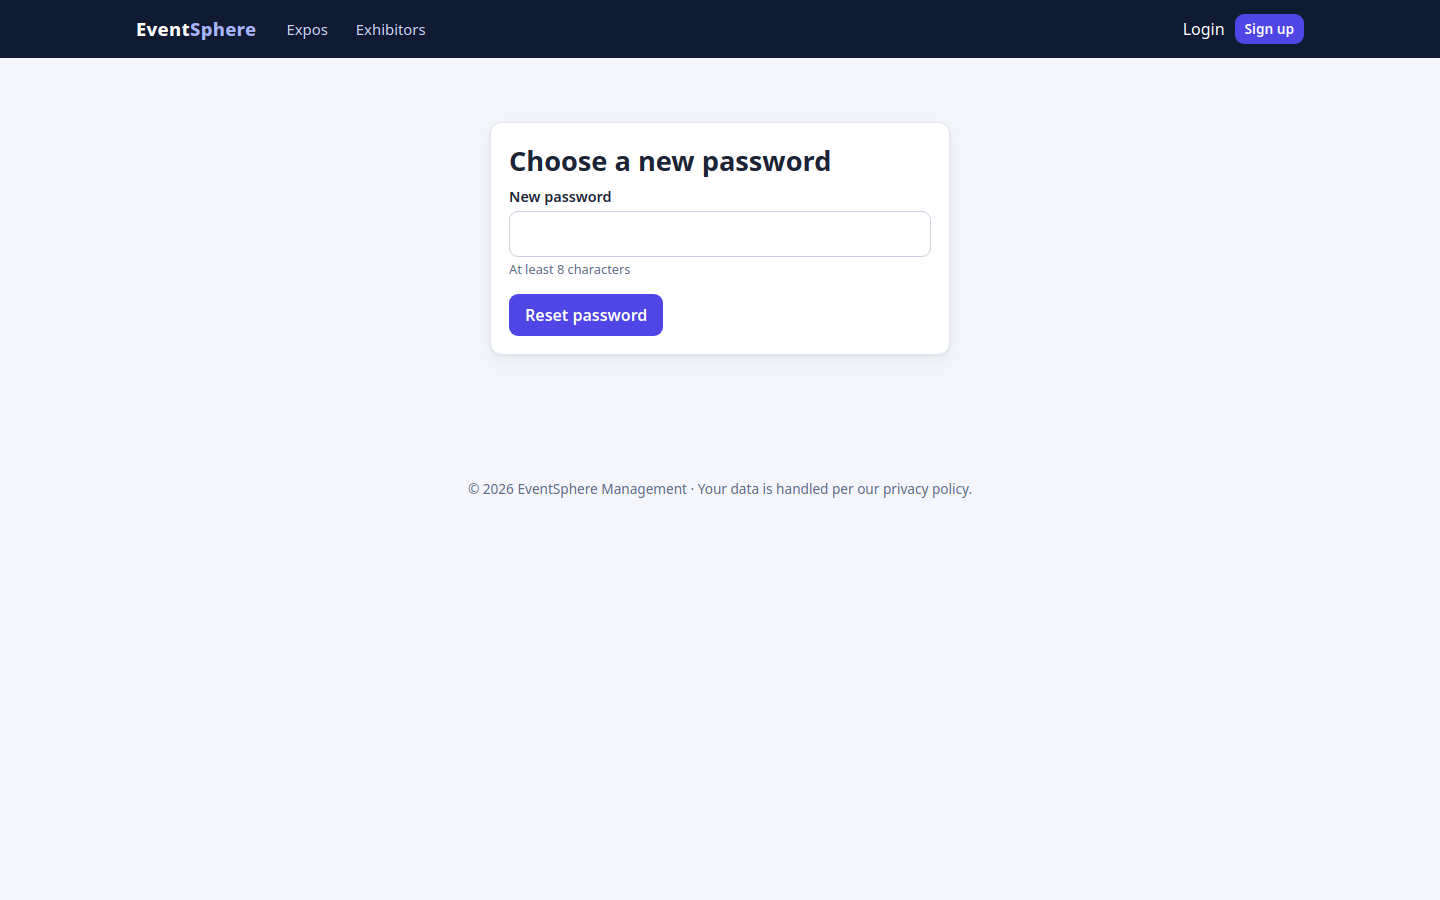 EventSphere Expos Exhibitors Login Sign up
Choose a new password
New password
At least 8 characters
Reset password
© 2026 EventSphere Management · Your data is handled per our privacy policy.